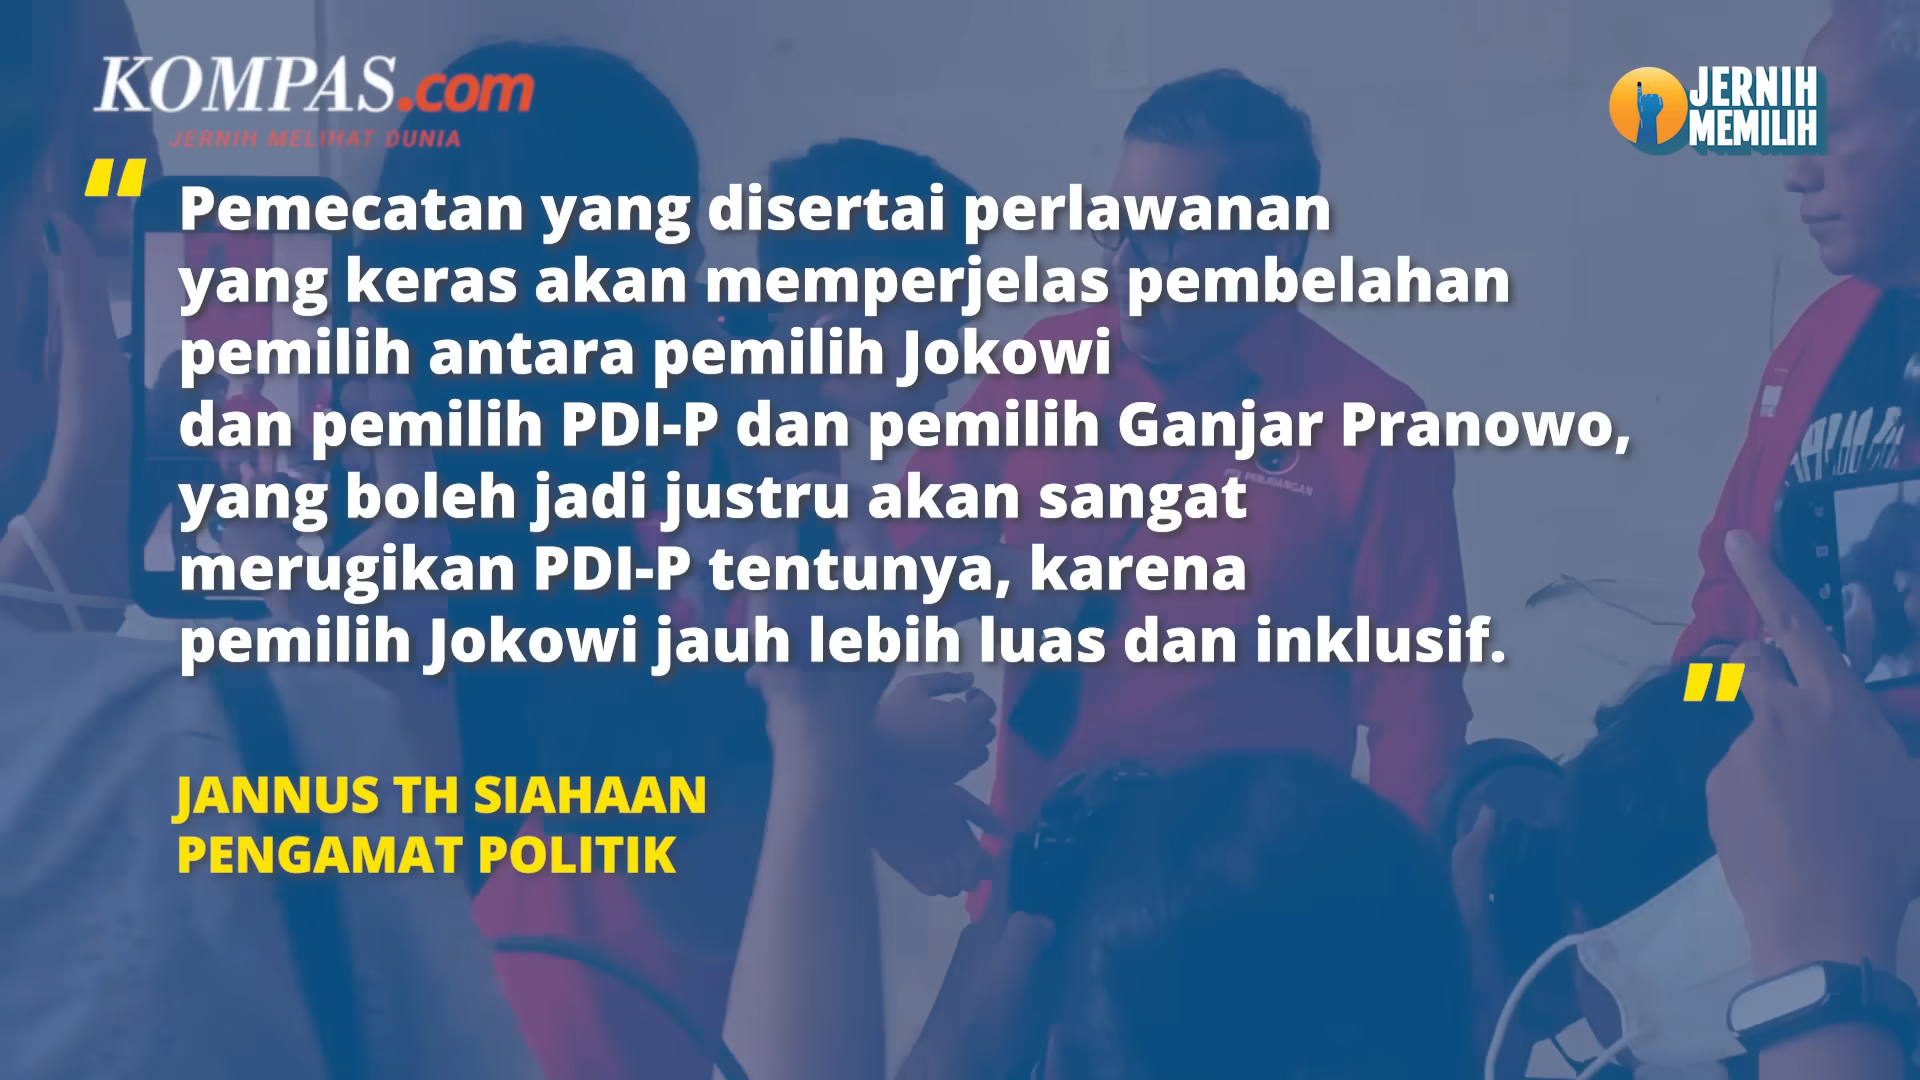 KOMPAS.com
JERNIH MELIHAT DUNIA
JERNIH
MEMILIH
“
Pemecatan yang disertai perlawanan
yang keras akan memperjelas pembelahan
pemilih antara pemilih Jokowi
dan pemilih PDI-P dan pemilih Ganjar Pranowo,
yang boleh jadi justru akan sangat
merugikan PDI-P tentunya, karena
pemilih Jokowi jauh lebih luas dan inklusif.
"
JANNUS TH SIAHAAN
PENGAMAT POLITIK